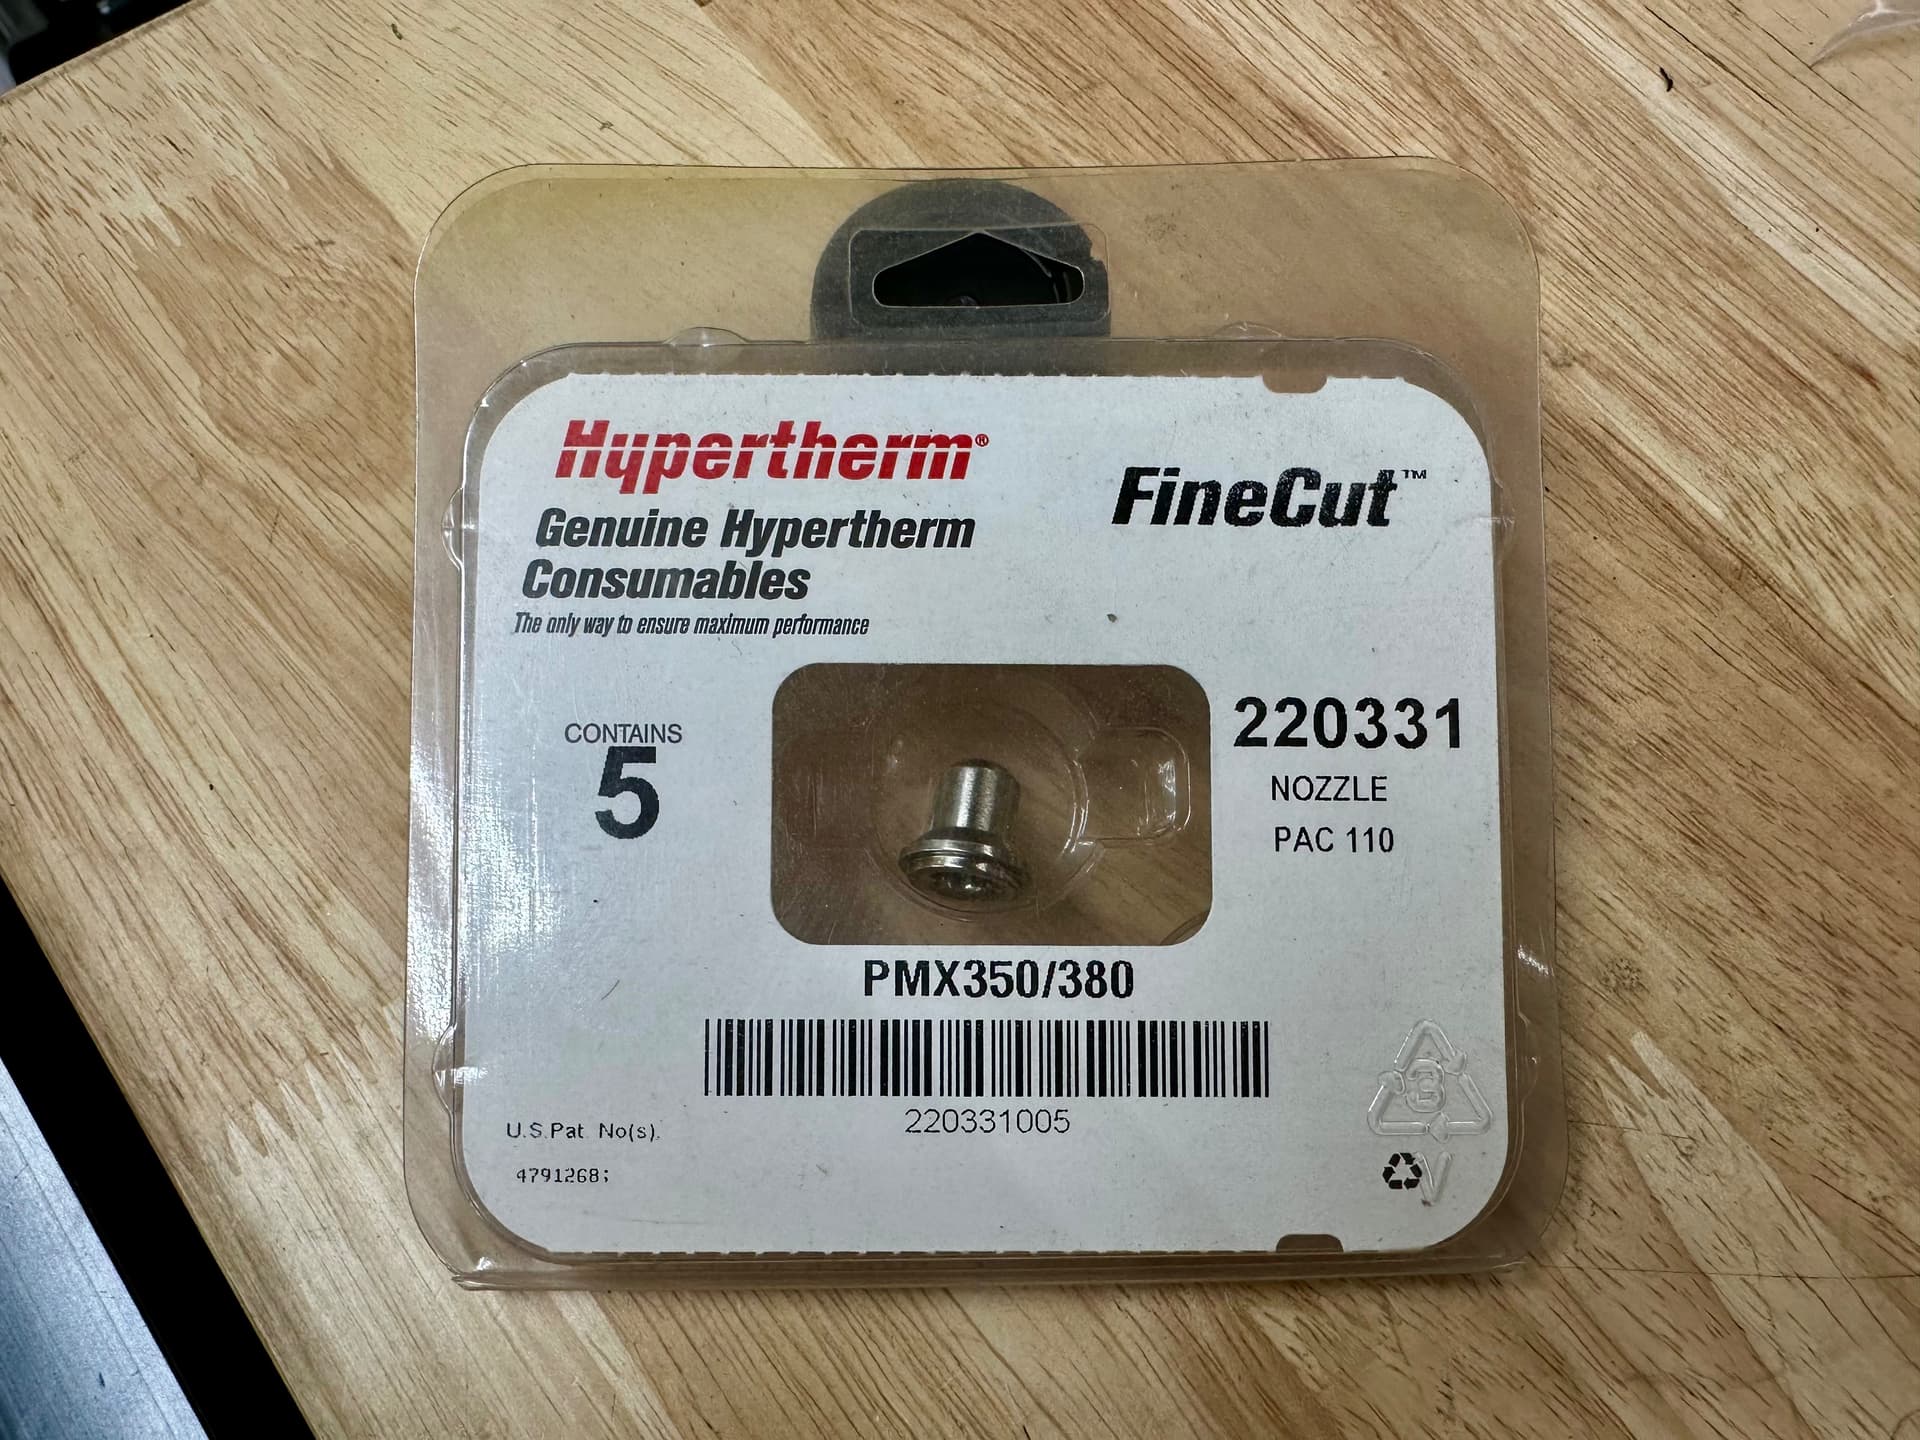 Hypertherm®
FineCut™
Genuine Hypertherm
Consumables
The only way to ensure maximum performance
CONTAINS
5
220331
NOZZLE
PAC 110
PMX350/380
220331005
U.S.Pat. No(s).
4791268;
3
V